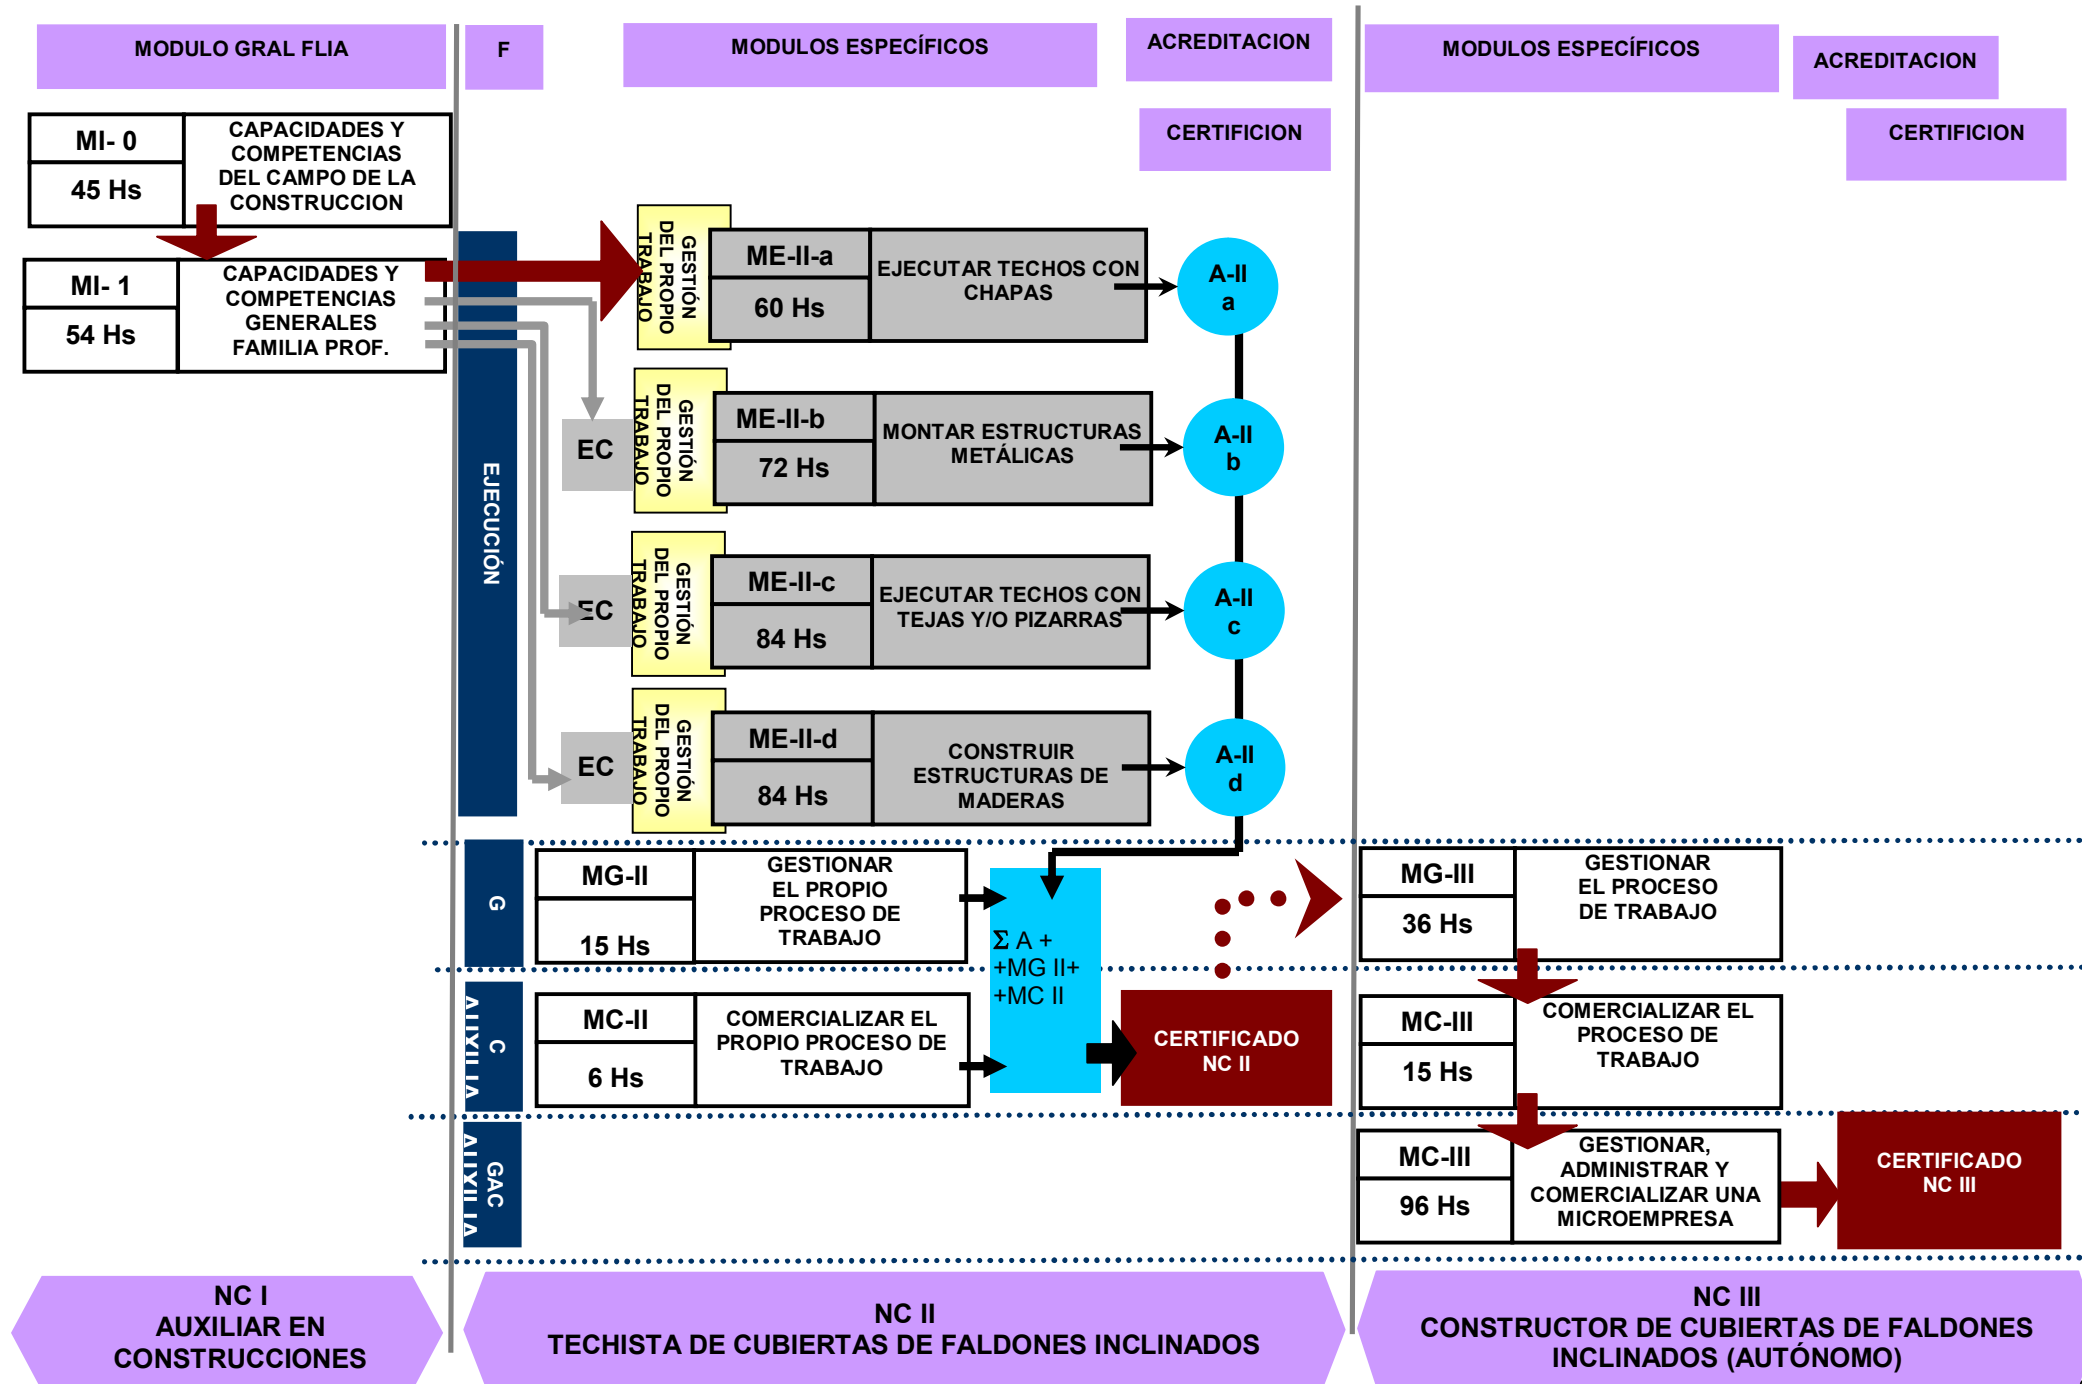 MODULO GRAL FLIA
F
MODULOS ESPECÍFICOS
ACREDITACION
CERTIFICION
MODULOS ESPECÍFICOS
ACREDITACION
CERTIFICION
MI- 0
45 Hs
CAPACIDADES Y
COMPETENCIAS
DEL CAMPO DE LA
CONSTRUCCION
MI- 1
54 Hs
CAPACIDADES Y
COMPETENCIAS
GENERALES
FAMILIA PROF.
EJECUCIÓN
GESTIÓN
DEL PROPIO
TRABAJO
ME-II-a
60 Hs
EJECUTAR TECHOS CON
CHAPAS
A-II
a
EC
GESTIÓN
DEL PROPIO
TRABAJO
ME-II-b
72 Hs
MONTAR ESTRUCTURAS
METÁLICAS
A-II
b
EC
GESTIÓN
DEL PROPIO
TRABAJO
ME-II-c
84 Hs
EJECUTAR TECHOS CON
TEJAS Y/O PIZARRAS
A-II
c
EC
GESTIÓN
DEL PROPIO
TRABAJO
ME-II-d
84 Hs
CONSTRUIR
ESTRUCTURAS DE
MADERAS
A-II
d
G
MG-II
15 Hs
GESTIONAR
EL PROPIO
PROCESO DE
TRABAJO
Σ A +
+MG II+
+MC II
MG-III
36 Hs
GESTIONAR
EL PROCESO
DE TRABAJO
C
AUXILIA
MC-II
6 Hs
COMERCIALIZAR EL
PROPIO PROCESO DE
TRABAJO
CERTIFICADO
NC II
MC-III
15 Hs
COMERCIALIZAR EL
PROCESO DE
TRABAJO
GAC
AUXILIA
MC-III
96 Hs
GESTIONAR,
ADMINISTRAR Y
COMERCIALIZAR UNA
MICROEMPRESA
CERTIFICADO
NC III
NC I
AUXILIAR EN
CONSTRUCCIONES
NC II
TECHISTA DE CUBIERTAS DE FALDONES INCLINADOS
NC III
CONSTRUCTOR DE CUBIERTAS DE FALDONES
INCLINADOS (AUTÓNOMO)